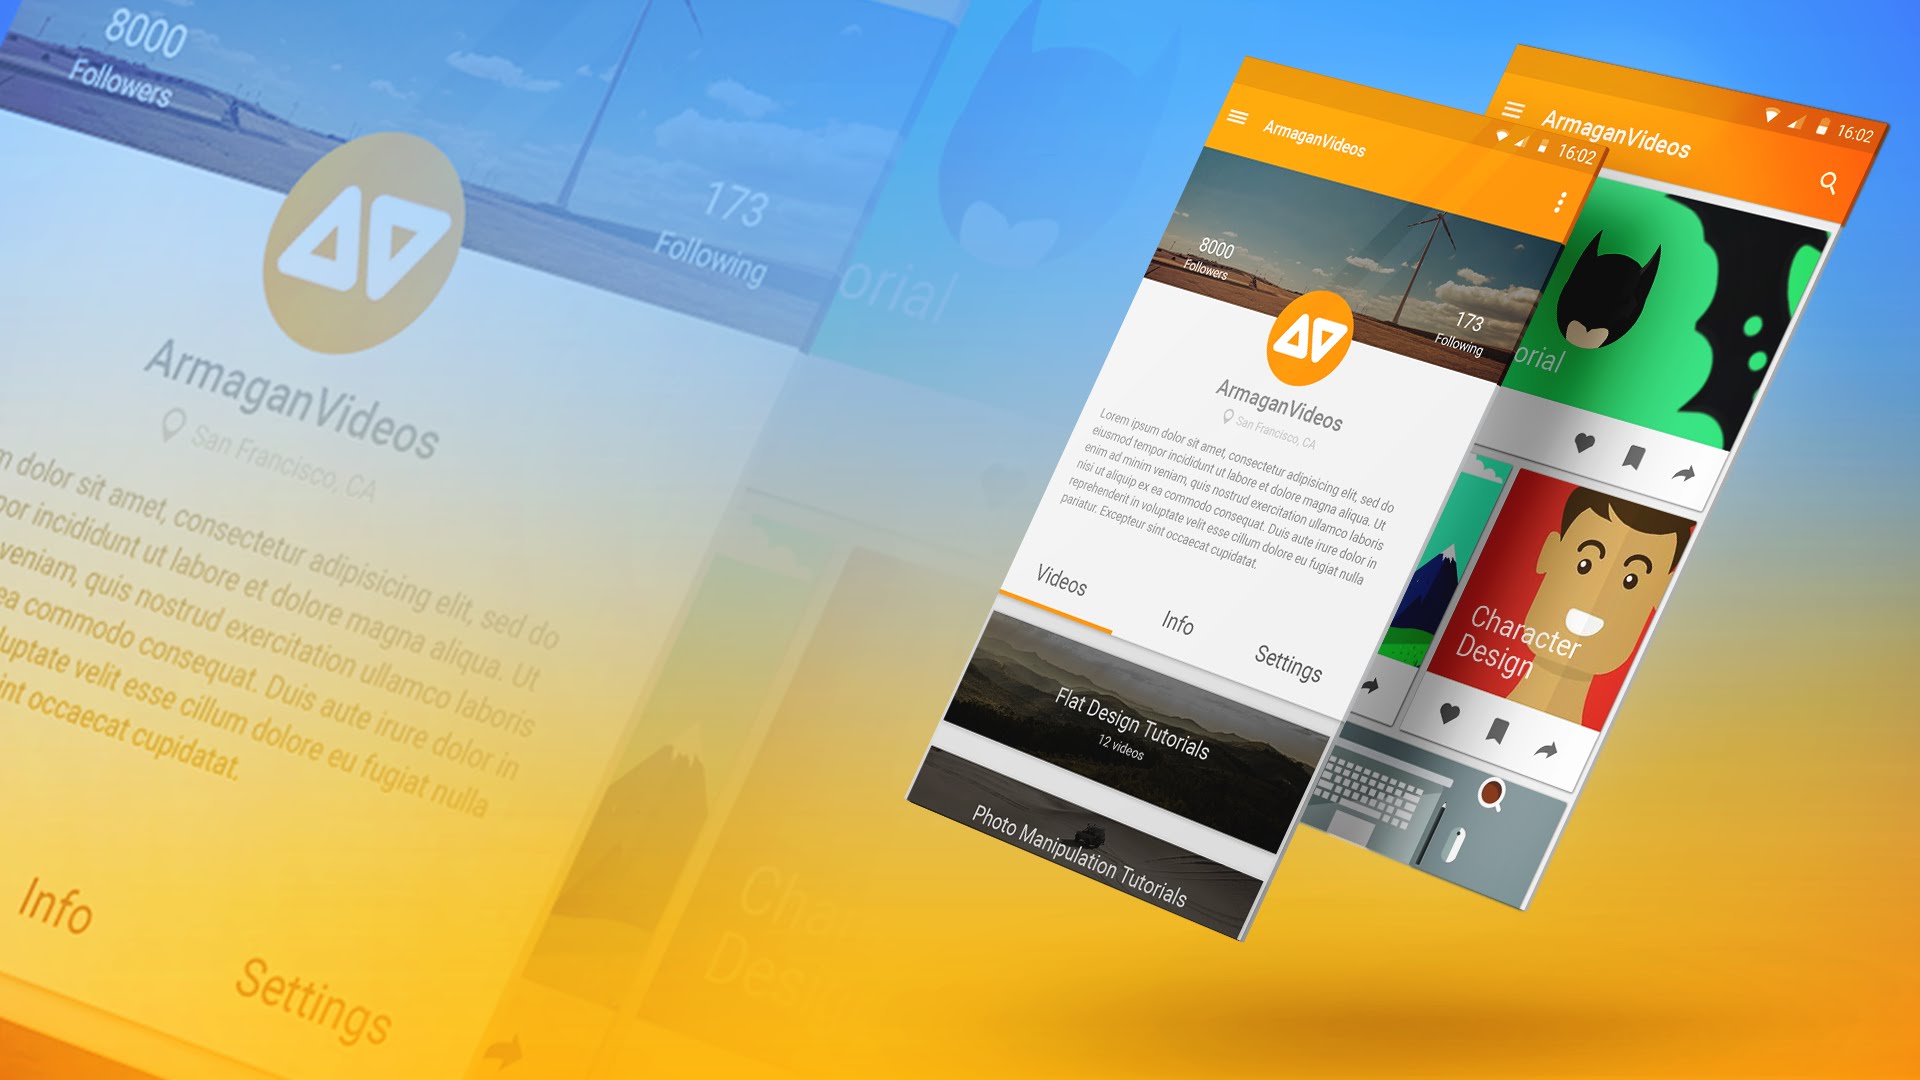 8000
Followers
173
Following
ArmaganVideos
San Francisco, CA
dolor sit amet, consectetur adipisicing elit, sed do
incididunt ut labore et dolore magna aliqua. Ut
veniam, quis nostrud exercitation ullamco laboris
ea commodo consequat. Duis aute irure dolor in
voluptate velit esse cillum dolore eu fugiat nulla
sint occaecat cupidatat.
Info
Settings
orial
Character
Design
ArmaganVideos
16:02
8000
Followers
173
Following
ArmaganVideos
San Francisco, CA
Lorem ipsum dolor sit amet, consectetur adipisicing elit, sed do
eiusmod tempor incididunt ut labore et dolore magna aliqua. Ut
enim ad minim veniam, quis nostrud exercitation ullamco laboris
nisi ut aliquip ex ea commodo consequat. Duis aute irure dolor in
reprehenderit in voluptate velit esse cillum dolore eu fugiat nulla
pariatur. Excepteur sint occaecat cupidatat.
Videos
Info
Settings
Flat Design Tutorials
12 videos
Photo Manipulation Tutorials
ArmaganVideos
16:02
orial
Character
Design